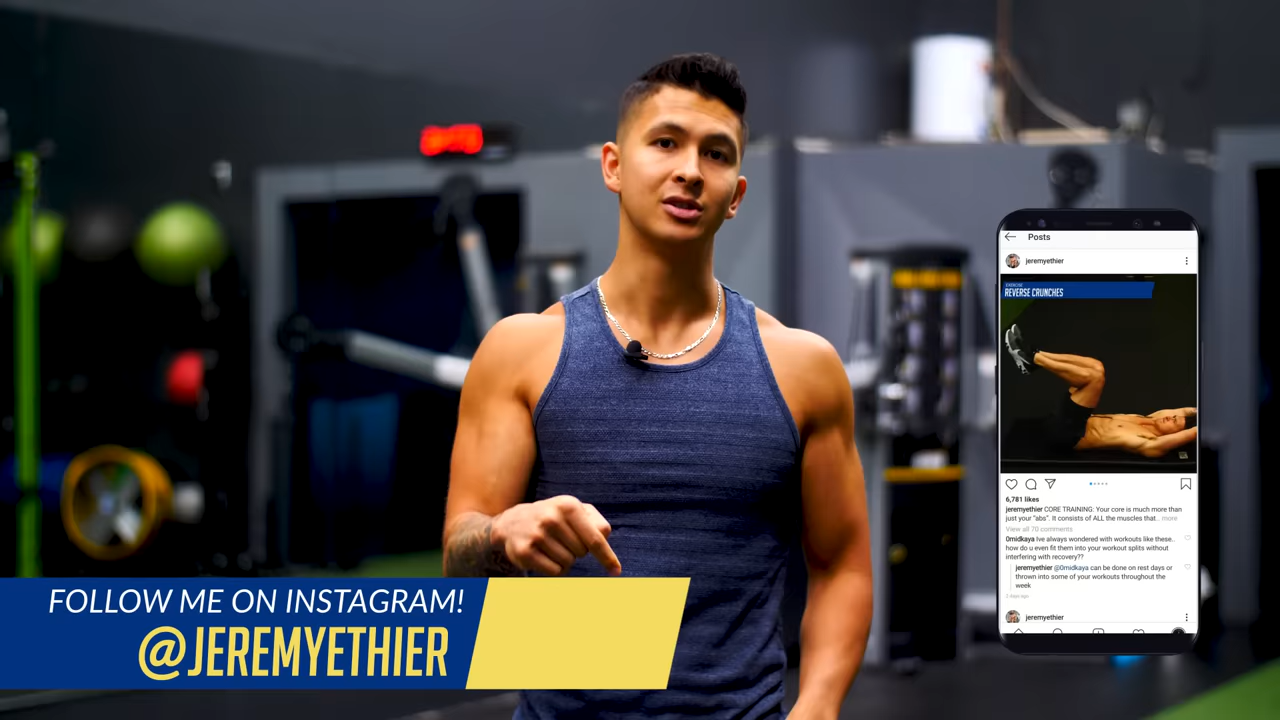 FOLLOW ME ON INSTAGRAM!
@JEREMYETHIER
Posts
jeremyethier
REVERSE CRUNCHES
6,781 likes
jeremyethier CORE TRAINING: Your core is much more than
just your "abs". It consists of ALL the muscles that... more
View all 70 comments
0midkaya Ive always wondered with workouts like these..
how do u even fit them into your workout splits without
interfering with recovery??
jeremyethier @0midkaya can be done on rest days or
thrown into some of your workouts throughout the
week
2 days ago
jeremyethier